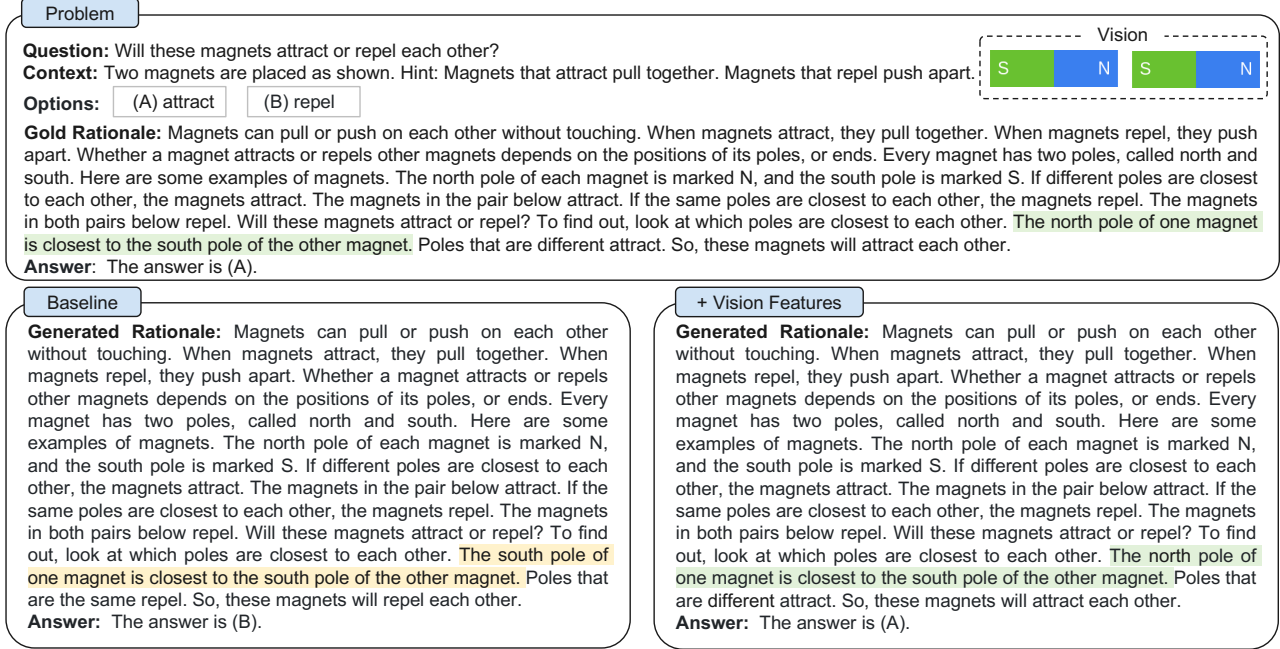 Problem
Question: Will these magnets attract or repel each other?
Context: Two magnets are placed as shown. Hint: Magnets that attract pull together. Magnets that repel push apart.
Vision
S N S N
Options: (A) attract (B) repel
Gold Rationale: Magnets can pull or push on each other without touching. When magnets attract, they pull together. When magnets repel, they push
apart. Whether a magnet attracts or repels other magnets depends on the positions of its poles, or ends. Every magnet has two poles, called north and
south. Here are some examples of magnets. The north pole of each magnet is marked N, and the south pole is marked S. If different poles are closest
to each other, the magnets attract. The magnets in the pair below attract. If the same poles are closest to each other, the magnets repel. The magnets
in both pairs below repel. Will these magnets attract or repel? To find out, look at which poles are closest to each other. The north pole of one magnet
is closest to the south pole of the other magnet. Poles that are different attract. So, these magnets will attract each other.
Answer: The answer is (A).
Baseline
Generated Rationale: Magnets can pull or push on each other
without touching. When magnets attract, they pull together. When
magnets repel, they push apart. Whether a magnet attracts or repels
other magnets depends on the positions of its poles, or ends. Every
magnet has two poles, called north and south. Here are some
examples of magnets. The north pole of each magnet is marked N,
and the south pole is marked S. If different poles are closest to each
other, the magnets attract. The magnets in the pair below attract. If the
same poles are closest to each other, the magnets repel. The magnets
in both pairs below repel. Will these magnets attract or repel? To find
out, look at which poles are closest to each other. The south pole of
one magnet is closest to the south pole of the other magnet. Poles that
are the same repel. So, these magnets will repel each other.
Answer: The answer is (B).
+ Vision Features
Generated Rationale: Magnets can pull or push on each other
without touching. When magnets attract, they pull together. When
magnets repel, they push apart. Whether a magnet attracts or repels
other magnets depends on the positions of its poles, or ends. Every
magnet has two poles, called north and south. Here are some
examples of magnets. The north pole of each magnet is marked N,
and the south pole is marked S. If different poles are closest to each
other, the magnets attract. The magnets in the pair below attract. If the
same poles are closest to each other, the magnets repel. The magnets
in both pairs below repel. Will these magnets attract or repel? To find
out, look at which poles are closest to each other. The north pole of
one magnet is closest to the south pole of the other magnet. Poles that
are different attract. So, these magnets will attract each other.
Answer: The answer is (A).